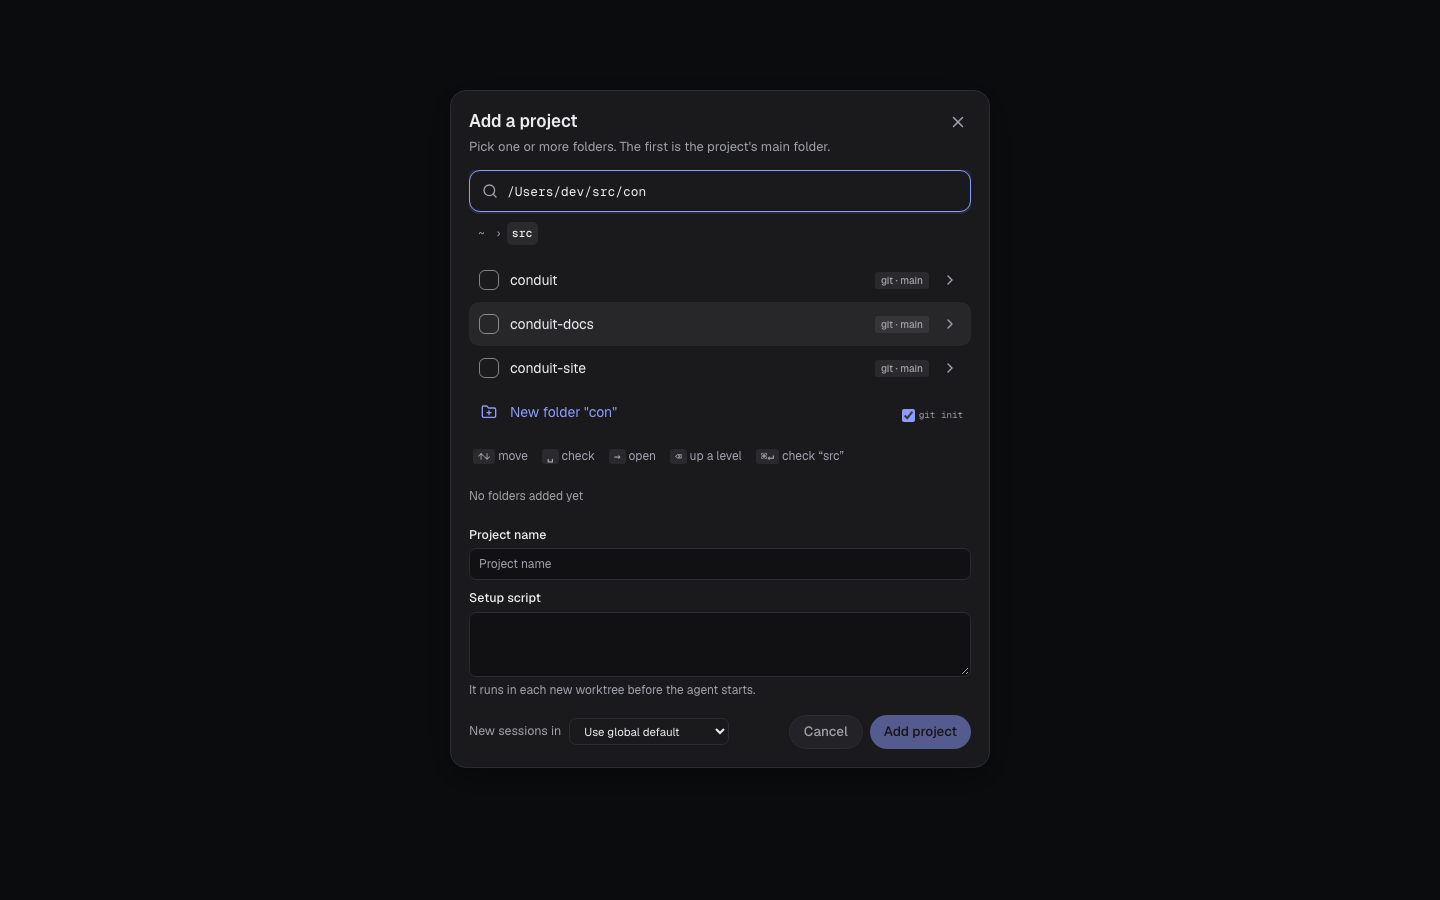 Add a project
Pick one or more folders. The first is the project's main folder.
/Users/dev/src/con
~ › src
conduit git · main
conduit-docs git · main
conduit-site git · main
New folder "con" git init
↑↓ move ␣ check → open ⌫ up a level ⌘↵ check “src”
No folders added yet
Project name
Project name
Setup script
It runs in each new worktree before the agent starts.
New sessions in Use global default Cancel Add project